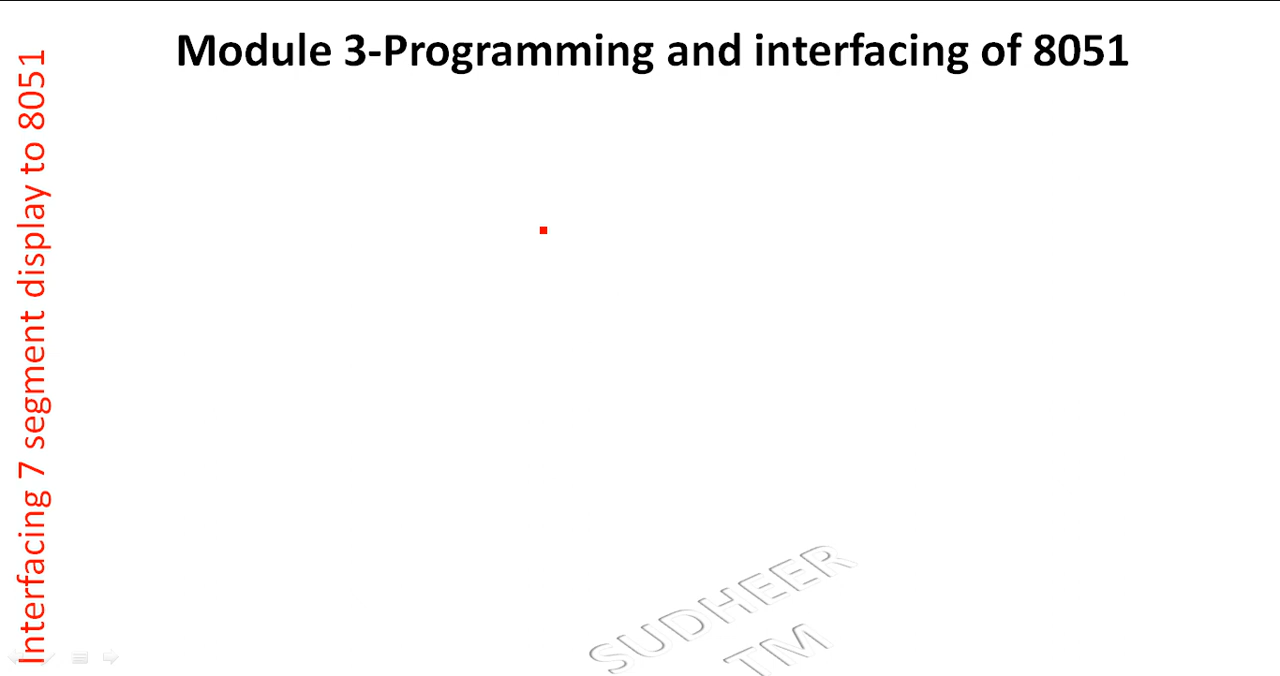 Module 3-Programming and interfacing of 8051
Interfacing 7 segment display to 8051
SUDHEER
TM